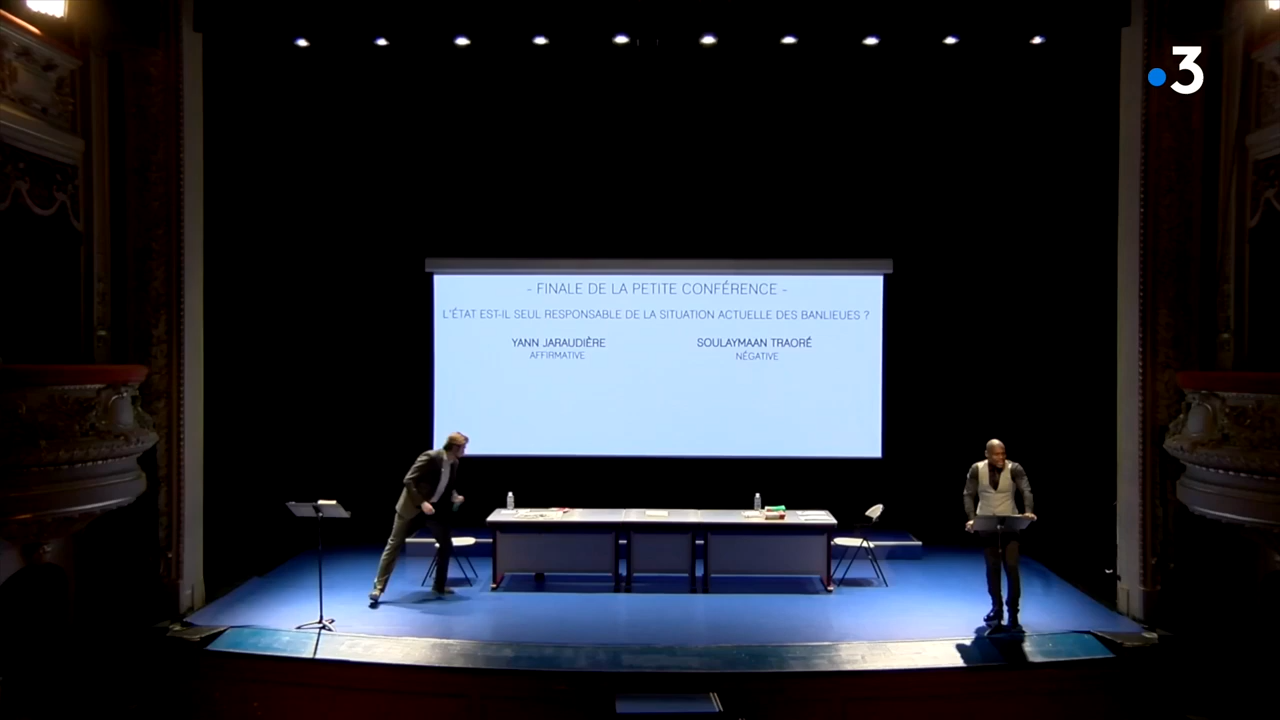 3
- FINALE DE LA PETITE CONFÉRENCE -
L'ÉTAT EST-IL SEUL RESPONSABLE DE LA SITUATION ACTUELLE DES BANLIEUES ?
YANN JARAUDIÈRE SOULAYMAAN TRAORÉ
AFFIRMATIVE NÉGATIVE